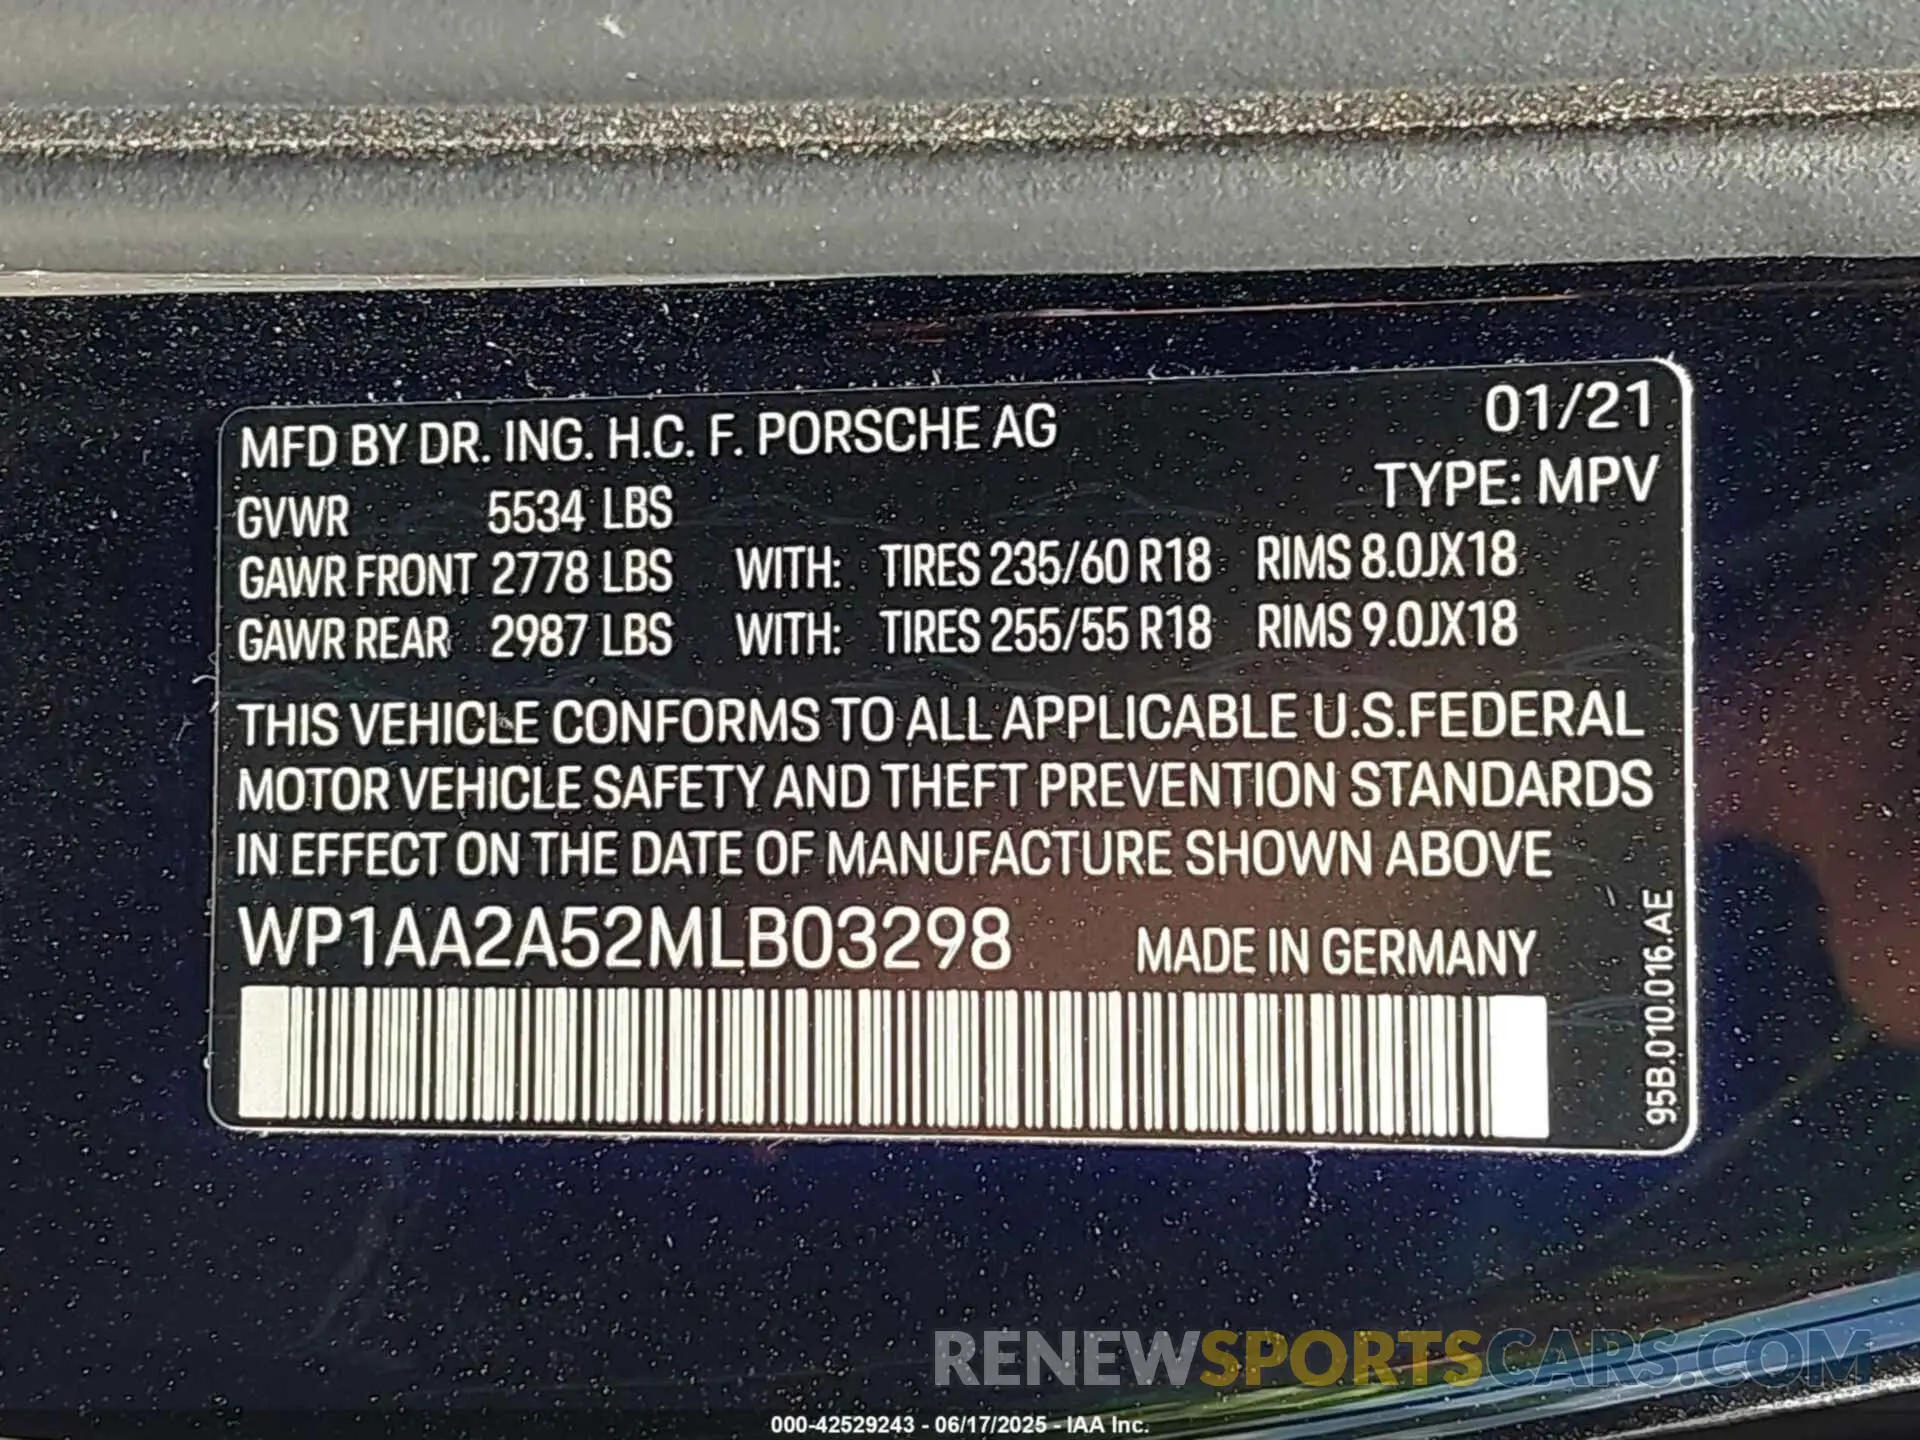 MFD BY DR. ING. H.C. F. PORSCHE AG 01/21
TYPE: MPV
GVWR 5534 LBS
GAWR FRONT 2778 LBS WITH: TIRES 235/60 R18 RIMS 8.0JX18
GAWR REAR 2987 LBS WITH: TIRES 255/55 R18 RIMS 9.0JX18
THIS VEHICLE CONFORMS TO ALL APPLICABLE U.S.FEDERAL
MOTOR VEHICLE SAFETY AND THEFT PREVENTION STANDARDS
IN EFFECT ON THE DATE OF MANUFACTURE SHOWN ABOVE
WP1AA2A52MLB03298 MADE IN GERMANY
95B.010.016.AE
RENEWSPORTSCARS.COM
000-42529243 - 06/17/2025 - IAA Inc.